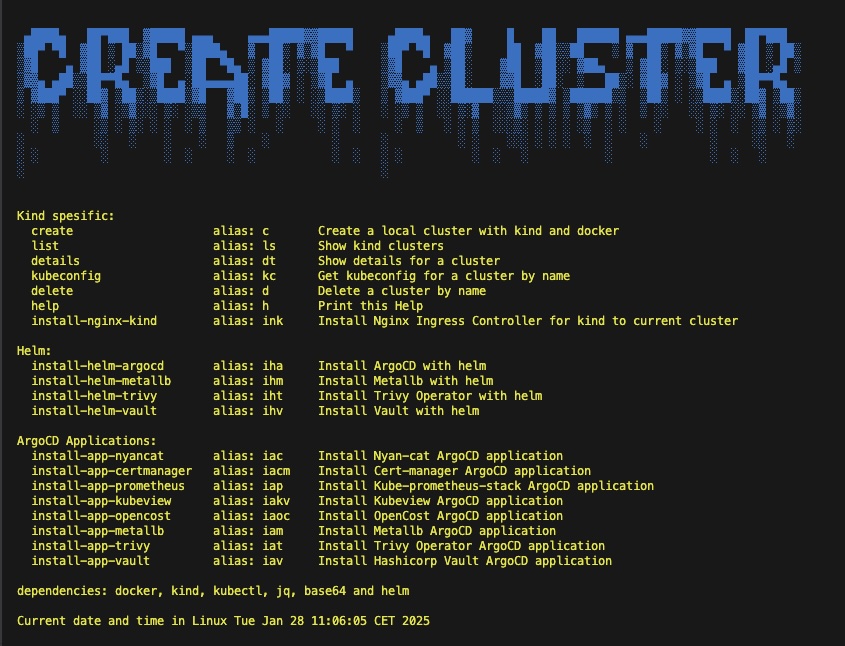 CREATE CLUSTER
Kind spesific:
create alias: c Create a local cluster with kind and docker
list alias: ls Show kind clusters
details alias: dt Show details for a cluster
kubeconfig alias: kc Get kubeconfig for a cluster by name
delete alias: d Delete a cluster by name
help alias: h Print this Help
install-nginx-kind alias: ink Install Nginx Ingress Controller for kind to current cluster
Helm:
install-helm-argocd alias: iha Install ArgoCD with helm
install-helm-metallb alias: ihm Install Metallb with helm
install-helm-trivy alias: iht Install Trivy Operator with helm
install-helm-vault alias: ihv Install Vault with helm
ArgoCD Applications:
install-app-nyancat alias: iac Install Nyan-cat ArgoCD application
install-app-certmanager alias: iacm Install Cert-manager ArgoCD application
install-app-prometheus alias: iap Install Kube-prometheus-stack ArgoCD application
install-app-kubeview alias: iakv Install Kubeview ArgoCD application
install-app-opencost alias: iaoc Install OpenCost ArgoCD application
install-app-metallb alias: iam Install Metallb ArgoCD application
install-app-trivy alias: iat Install Trivy Operator ArgoCD application
install-app-vault alias: iav Install Hashicorp Vault ArgoCD application
dependencies: docker, kind, kubectl, jq, base64 and helm
Current date and time in Linux Tue Jan 28 11:06:05 CET 2025